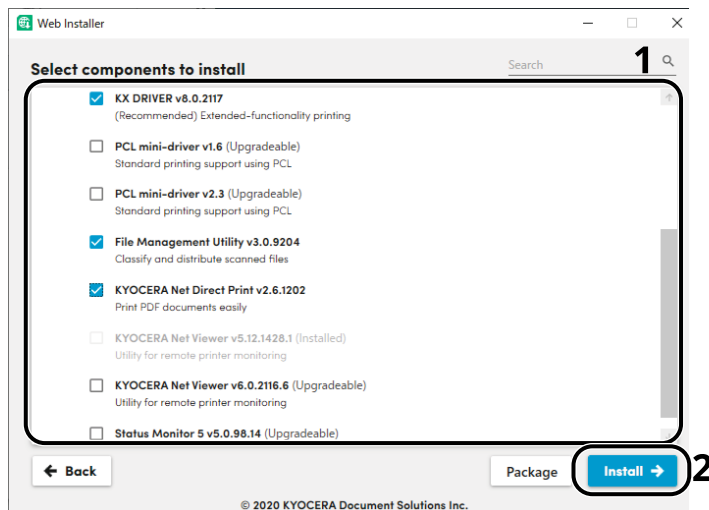 Web Installer
Select components to install
Search
1
KX DRIVER v8.0.2117
(Recommended) Extended-functionality printing
PCL mini-driver v1.6 (Upgradeable)
Standard printing support using PCL
PCL mini-driver v2.3 (Upgradeable)
Standard printing support using PCL
File Management Utility v3.0.9204
Classify and distribute scanned files
KYOCERA Net Direct Print v2.6.1202
Print PDF documents easily
KYOCERA Net Viewer v5.12.1428.1 (Installed)
Utility for remote printer monitoring
KYOCERA Net Viewer v6.0.2116.6 (Upgradeable)
Utility for remote printer monitoring
Status Monitor 5 v5.0.98.14 (Upgradeable)
Back
Package
Install
2
© 2020 KYOCERA Document Solutions Inc.